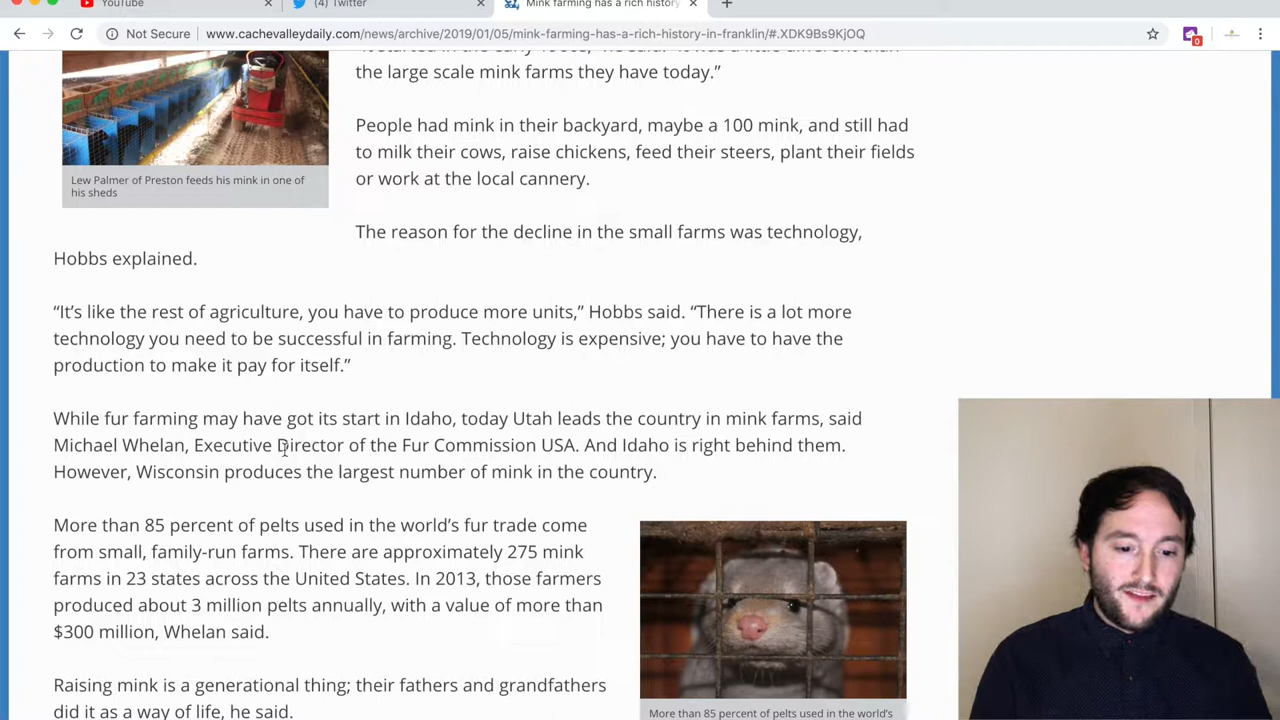 YouTube
(4) Twitter
Mink farming has a rich history
Not Secure
www.cachevalleydaily.com/news/archive/2019/01/05/mink-farming-has-a-rich-history-in-franklin/#.XDK9Bs9KjOQ
0
the large scale mink farms they have today.”
People had mink in their backyard, maybe a 100 mink, and still had
to milk their cows, raise chickens, feed their steers, plant their fields
or work at the local cannery.
Lew Palmer of Preston feeds his mink in one of
his sheds
The reason for the decline in the small farms was technology,
Hobbs explained.
“It’s like the rest of agriculture, you have to produce more units,” Hobbs said. “There is a lot more
technology you need to be successful in farming. Technology is expensive; you have to have the
production to make it pay for itself.”
While fur farming may have got its start in Idaho, today Utah leads the country in mink farms, said
Michael Whelan, Executive Director of the Fur Commission USA. And Idaho is right behind them.
However, Wisconsin produces the largest number of mink in the country.
More than 85 percent of pelts used in the world’s fur trade come
from small, family-run farms. There are approximately 275 mink
farms in 23 states across the United States. In 2013, those farmers
produced about 3 million pelts annually, with a value of more than
$300 million, Whelan said.
Raising mink is a generational thing; their fathers and grandfathers
did it as a way of life, he said.
More than 85 percent of pelts used in the world’s